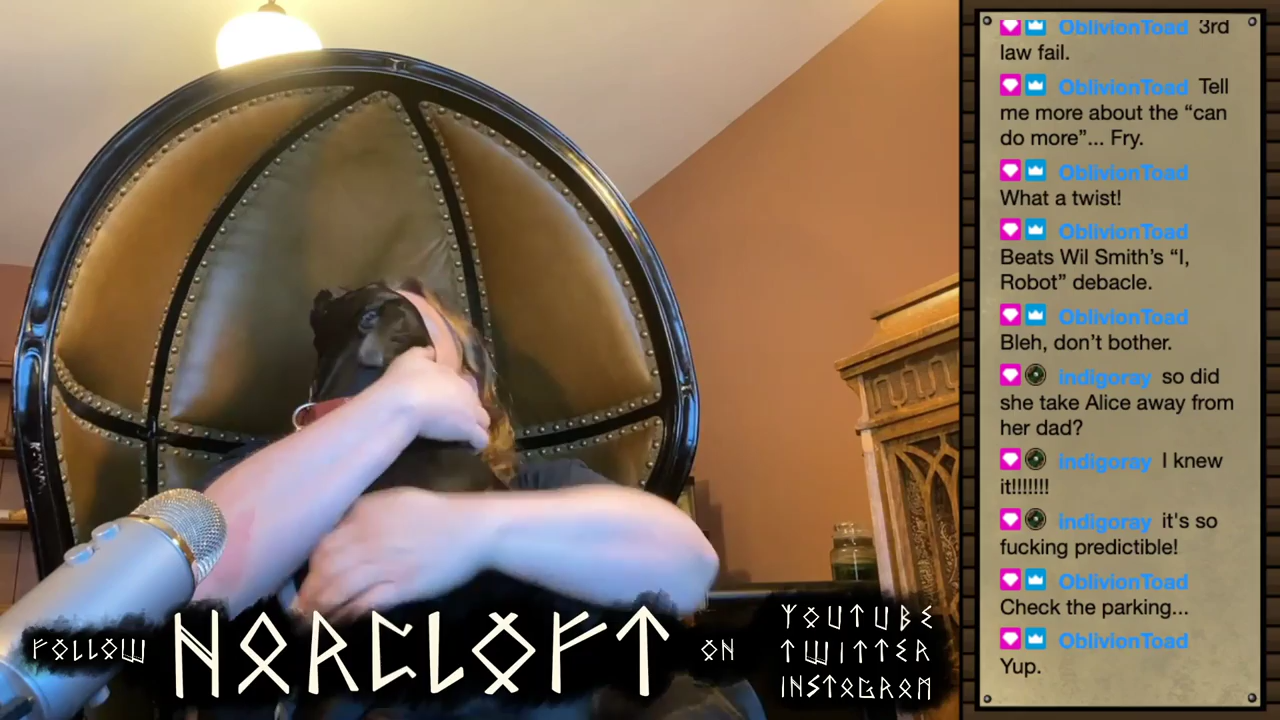 OblivionToad 3rd
law fail.
OblivionToad Tell
me more about the “can
do more”... Fry.
OblivionToad
What a twist!
OblivionToad
Beats Wil Smith’s “I,
Robot” debacle.
OblivionToad
Bleh, don’t bother.
indigoray so did
she take Alice away from
her dad?
indigoray I knew
it!!!!!!!
indigoray it's so
fucking predictible!
OblivionToad
Check the parking...
OblivionToad
Yup.
FOLLOW
NORCLOFT
ON
YOUTUBE
TWITTER
INSTOGROM